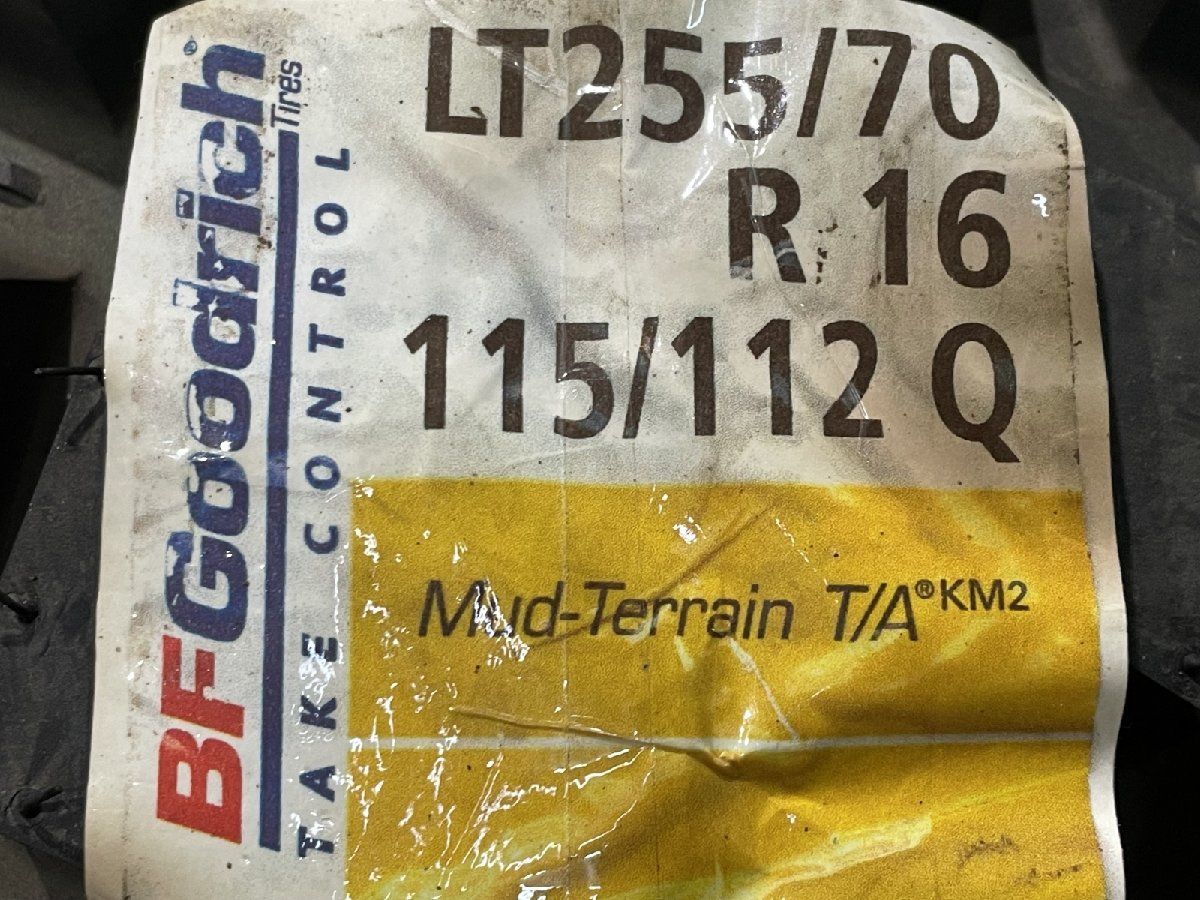 BFGoodrich®
Tires
TAKE CONTROL
LT255/70
R 16
115/112 Q
Mud-Terrain T/A®KM2